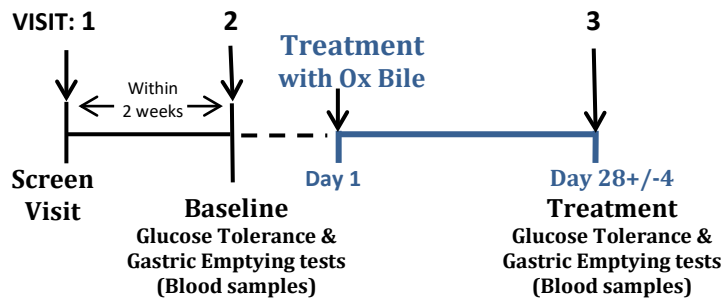 VISIT: 1
2
3
Treatment
with Ox Bile
Within
2 weeks
Screen
Visit
Day 1
Day 28+/-4
Baseline
Glucose Tolerance &
Gastric Emptying tests
(Blood samples)
Treatment
Glucose Tolerance &
Gastric Emptying tests
(Blood samples)